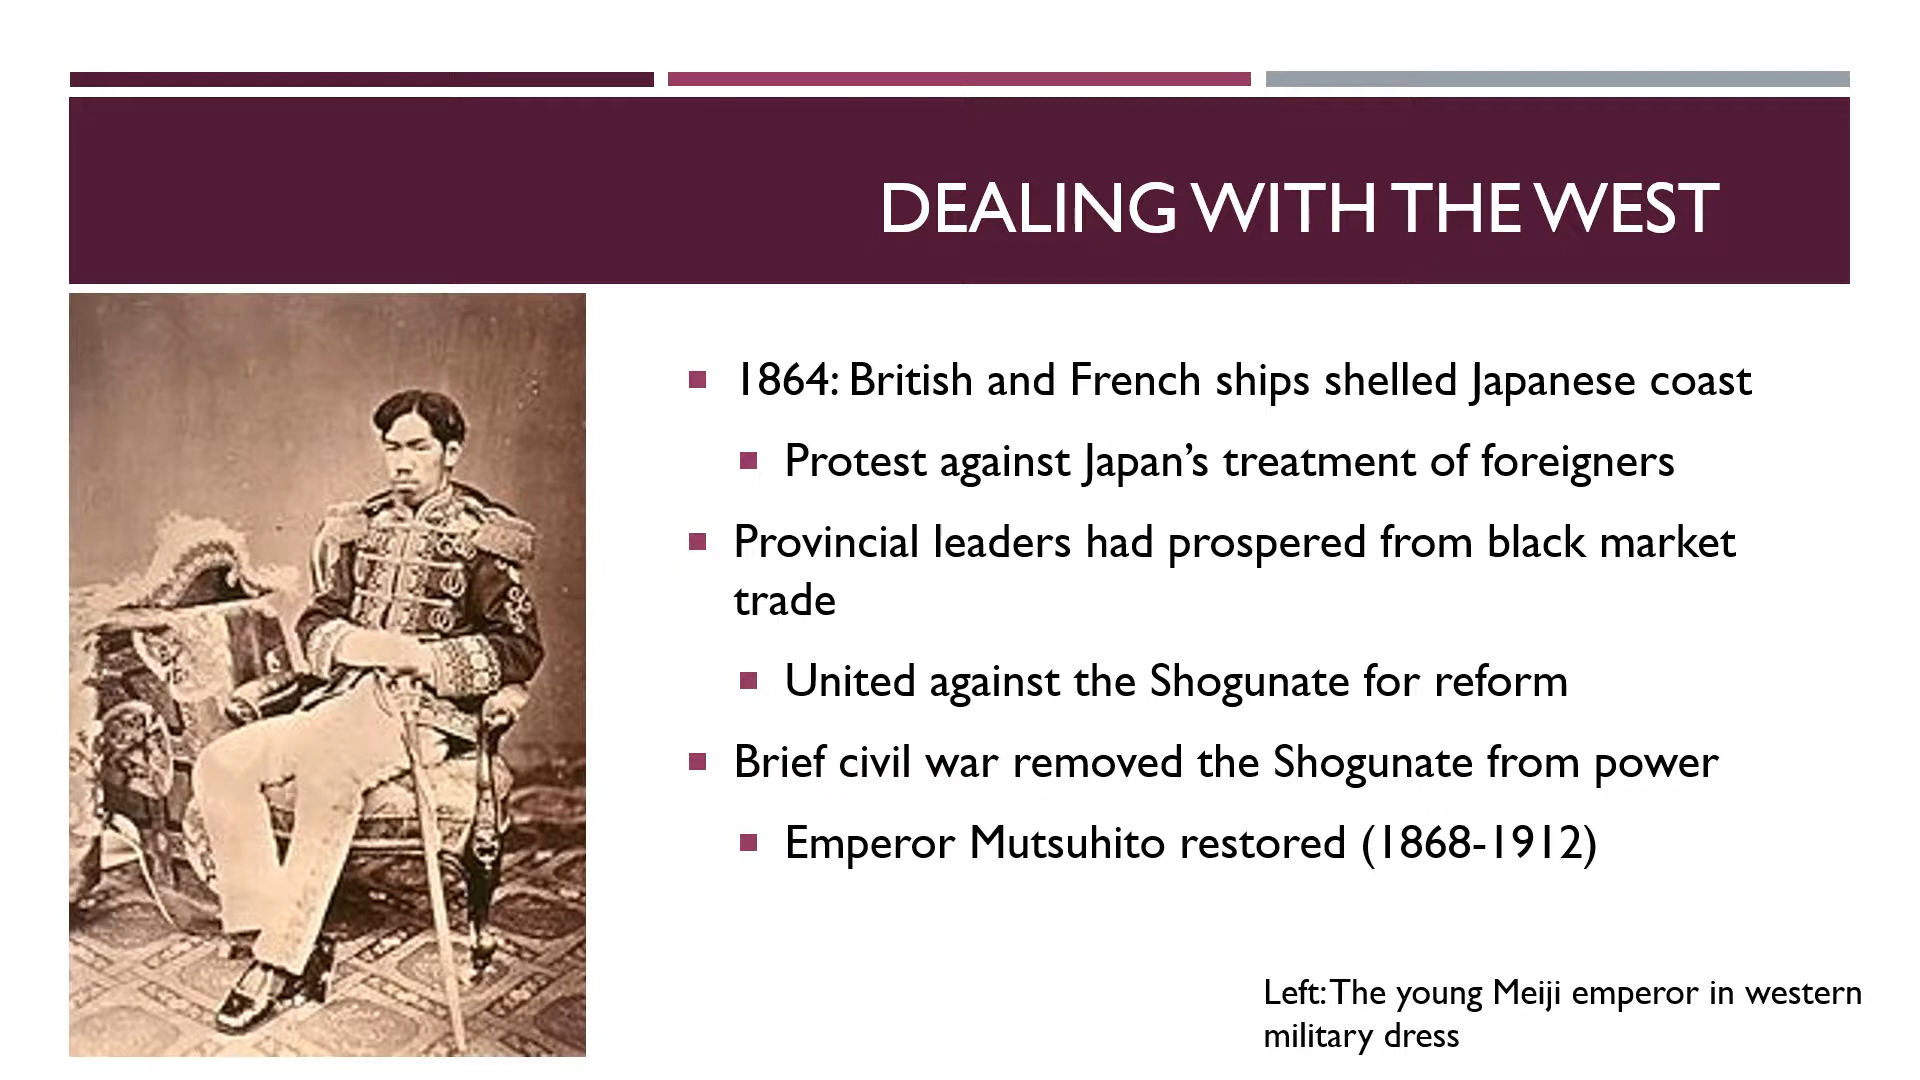 DEALING WITH THE WEST
1864: British and French ships shelled Japanese coast
Protest against Japan’s treatment of foreigners
Provincial leaders had prospered from black market
trade
United against the Shogunate for reform
Brief civil war removed the Shogunate from power
Emperor Mutsuhito restored (1868-1912)
Left: The young Meiji emperor in western
military dress